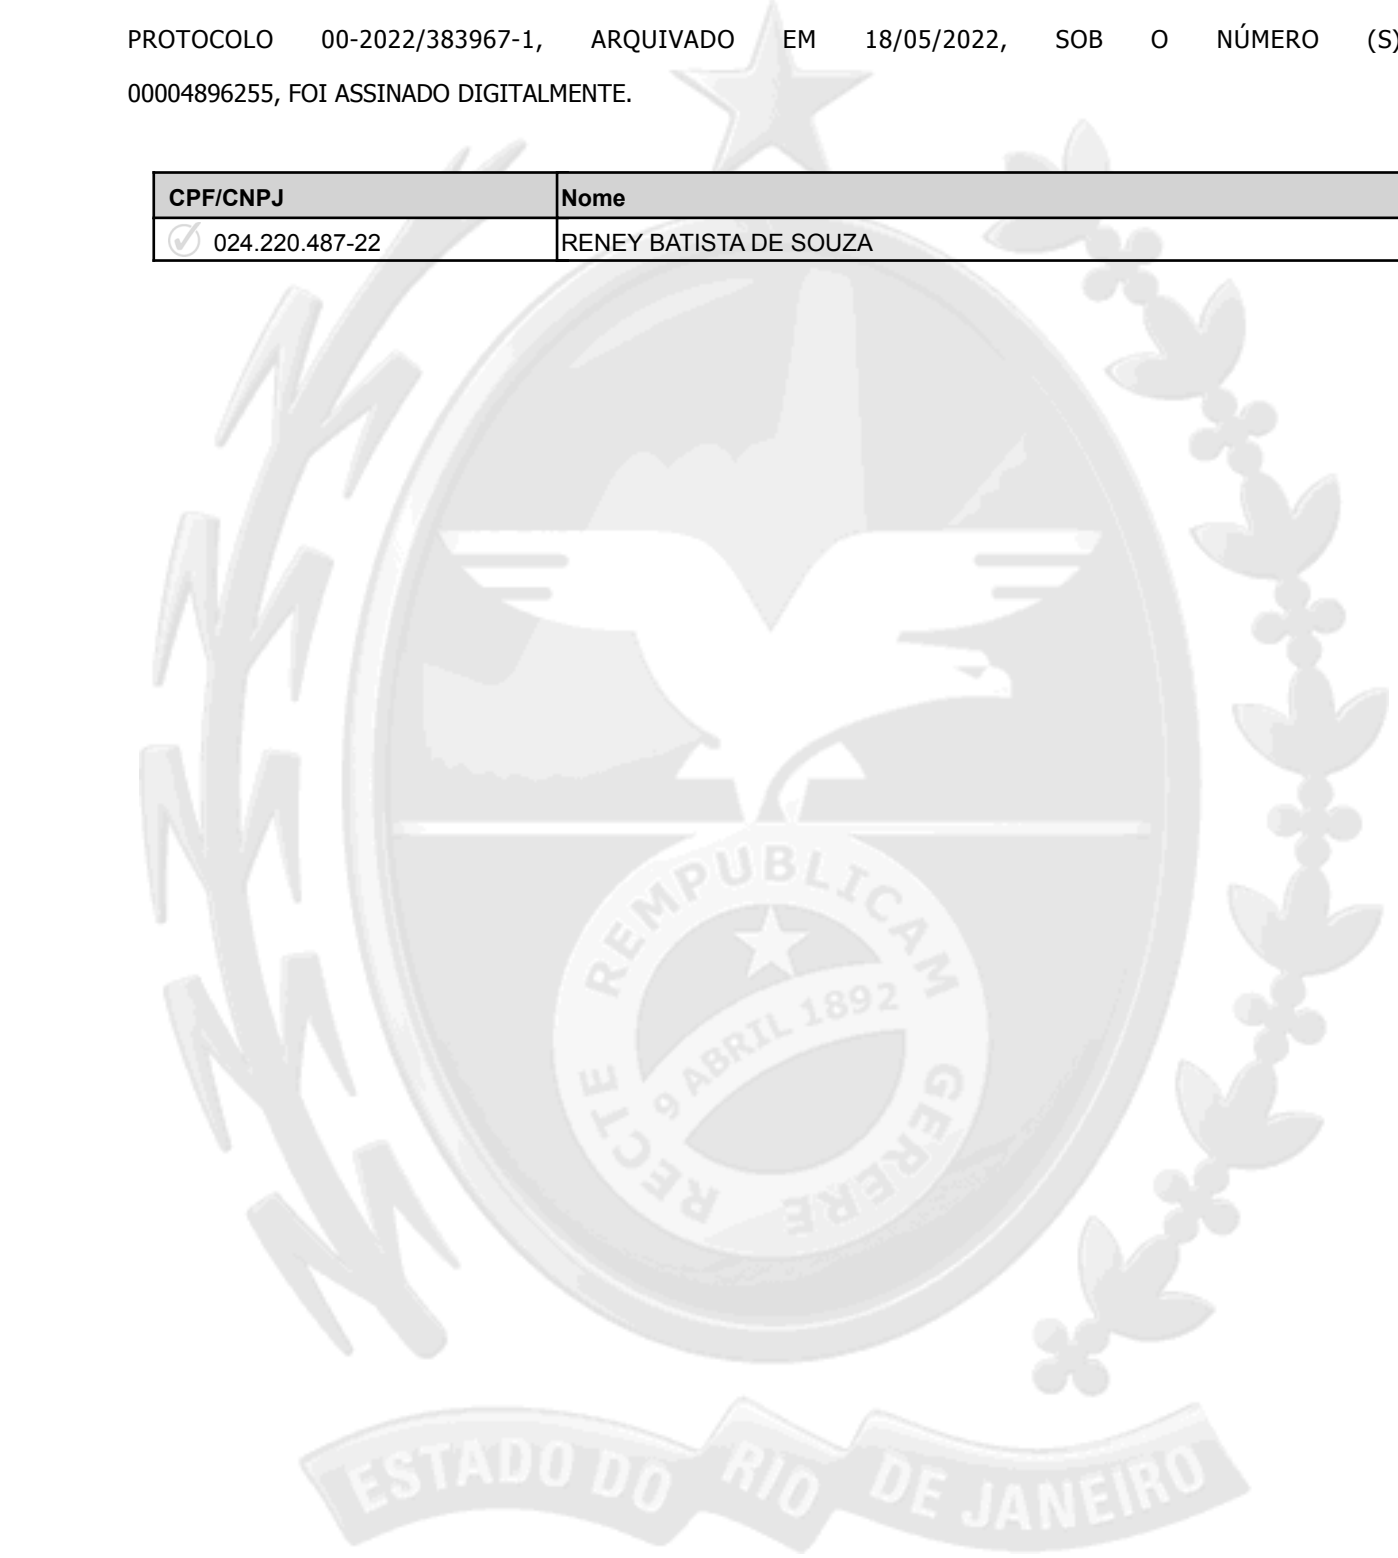 PROTOCOLO 00-2022/383967-1, ARQUIVADO EM 18/05/2022, SOB O NÚMERO (S)
00004896255, FOI ASSINADO DIGITALMENTE.
CPF/CNPJ Nome
024.220.487-22 RENEY BATISTA DE SOUZA
REMPUBLICAM
9 ABRIL 1892
RECTE GERERE
ESTADO DO RIO DE JANEIRO